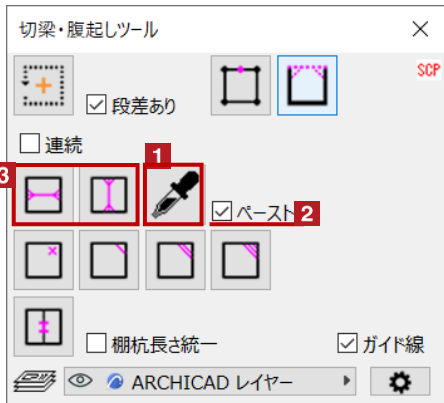 切梁・腹起しツール
SCP
段差あり
連続
1
3
ペースト 2
棚杭長さ統一
ガイド線
ARCHICAD レイヤー